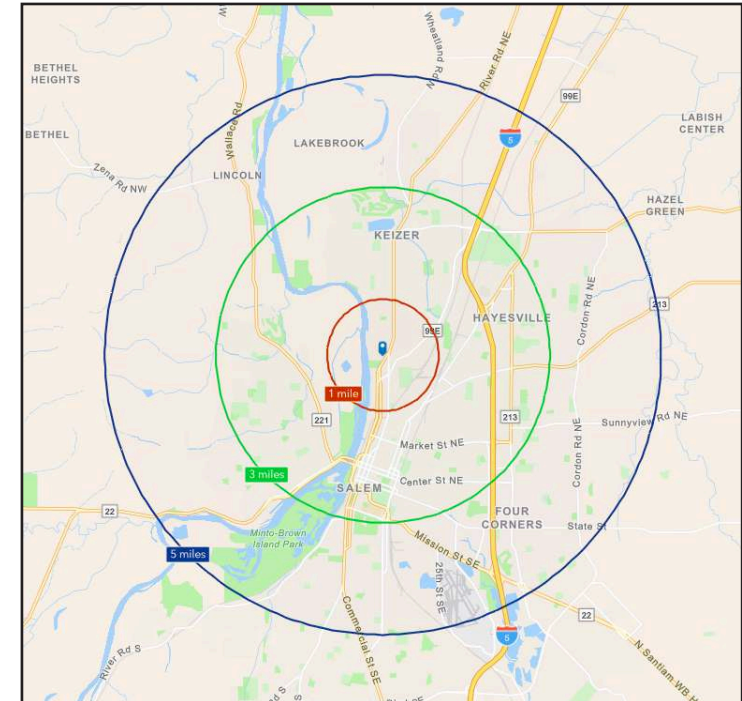 Wheatland Rd N
River Rd NE
BETHEL
HEIGHTS
99E
Wallace Rd
LABISH
CENTER
BETHEL
LAKEBROOK
5
Zena Rd NW
LINCOLN
HAZEL
GREEN
KEIZER
213
HAYESVILLE
Cordon Rd NE
99E
1 mile
221
213
Sunnyview Rd NE
Market St NE
3 miles
Center St NE
SALEM
Cordon Rd NE
22
FOUR
CORNERS
State St
Minto-Brown
Island Park
Mission St SE
5 miles
25th St SE
Commercial St SE
22
5
River Rd S
N Santiam WB H